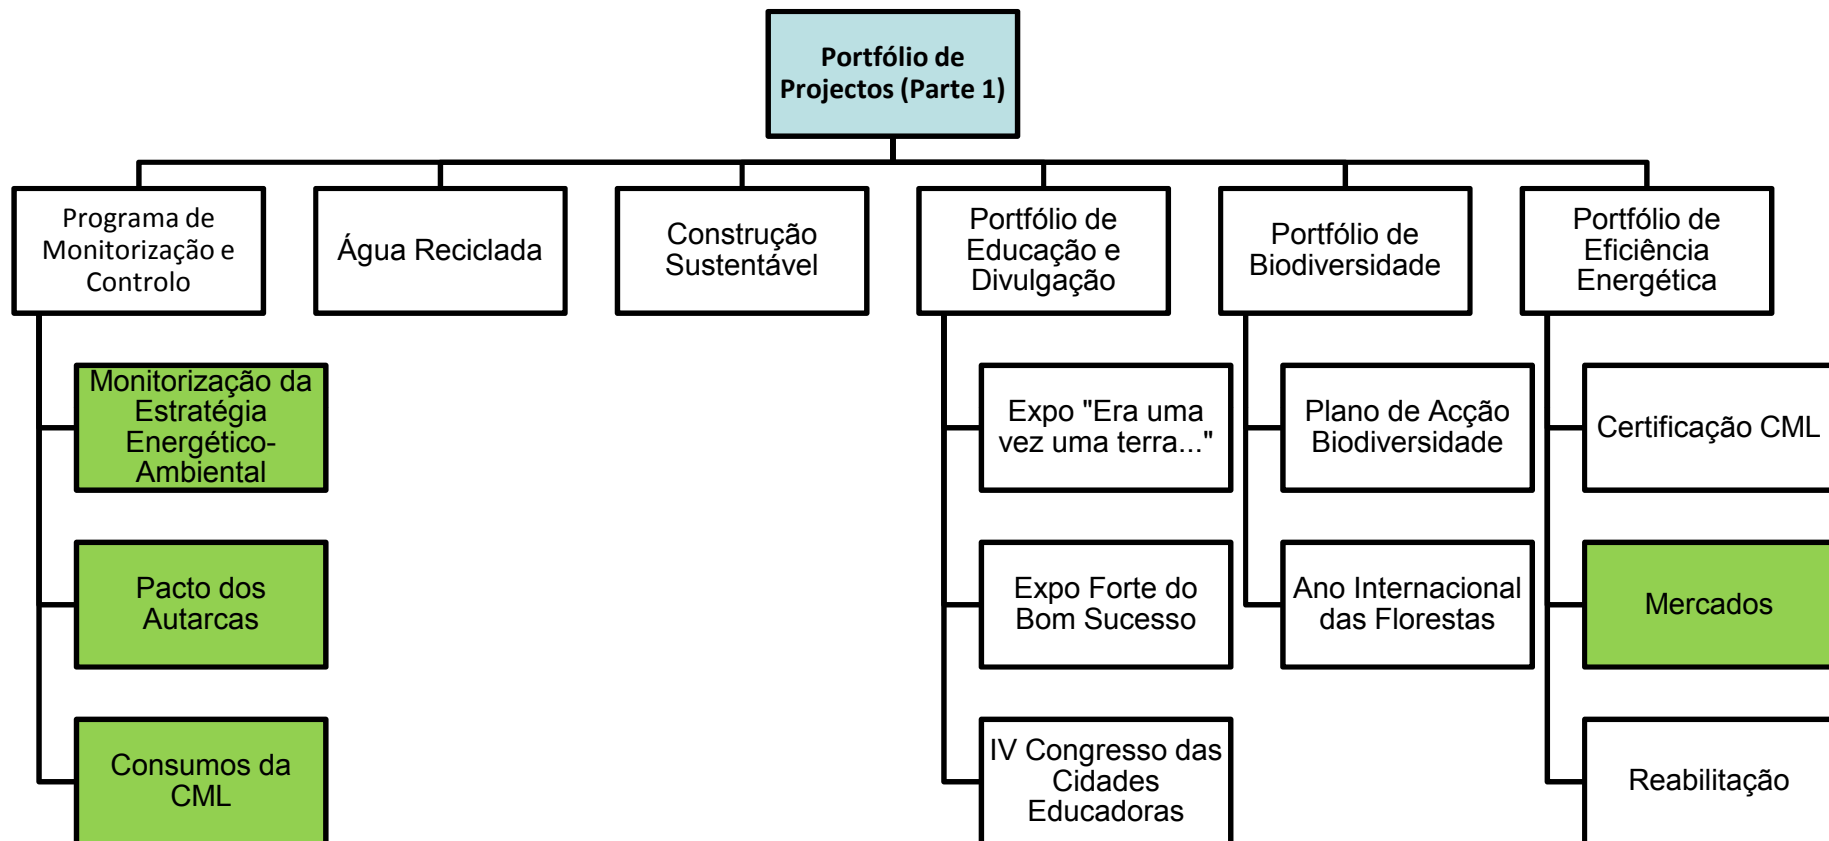 Portfólio de
Projectos (Parte 1)
Programa de
Monitorização e
Controlo
Água Reciclada
Construção
Sustentável
Portfólio de
Educação e
Divulgação
Portfólio de
Biodiversidade
Portfólio de
Eficiência
Energética
Monitorização da
Estratégia
Energético-
Ambiental
Pacto dos
Autarcas
Consumos da
CML
Expo "Era uma
vez uma terra..."
Expo Forte do
Bom Sucesso
IV Congresso das
Cidades
Educadoras
Plano de Acção
Biodiversidade
Ano Internacional
das Florestas
Certificação CML
Mercados
Reabilitação